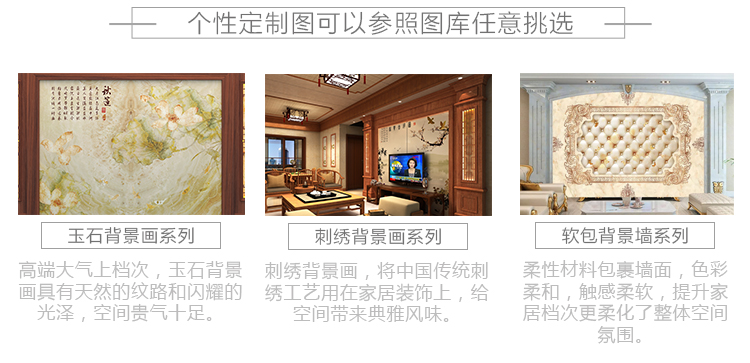 个性定制图可以参照图库任意挑选
秋莲
玉石背景画系列
高端大气上档次，玉石背景
画具有天然的纹路和闪耀的
光泽，空间贵气十足。
刺绣背景画系列
刺绣背景画，将中国传统刺
绣工艺用在家居装饰上，给
空间带来典雅风味。
软包背景墙系列
柔性材料包裹墙面，色彩
柔和，触感柔软，提升家
居档次更柔化了整体空间
氛围。